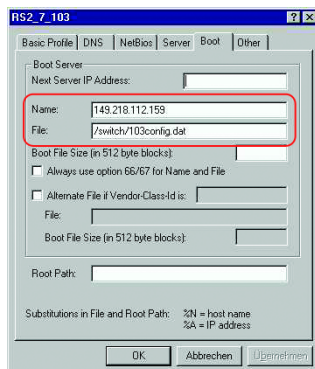 RS2_7_103
Basic Profile DNS NetBios Server Boot Other
Boot Server
Next Server IP Address:
Name: 149.218.112.159
File: /switch/103config.dat
Boot File Size (in 512 byte blocks):
Always use option 66/67 for Name and File
Alternate File if Vendor-Class-Id is:
File:
Boot File Size (in 512 byte blocks):
Root Path:
Substitutions in File and Root Path: %N = host name
%A = IP address
OK Abbrechen Übernehmen